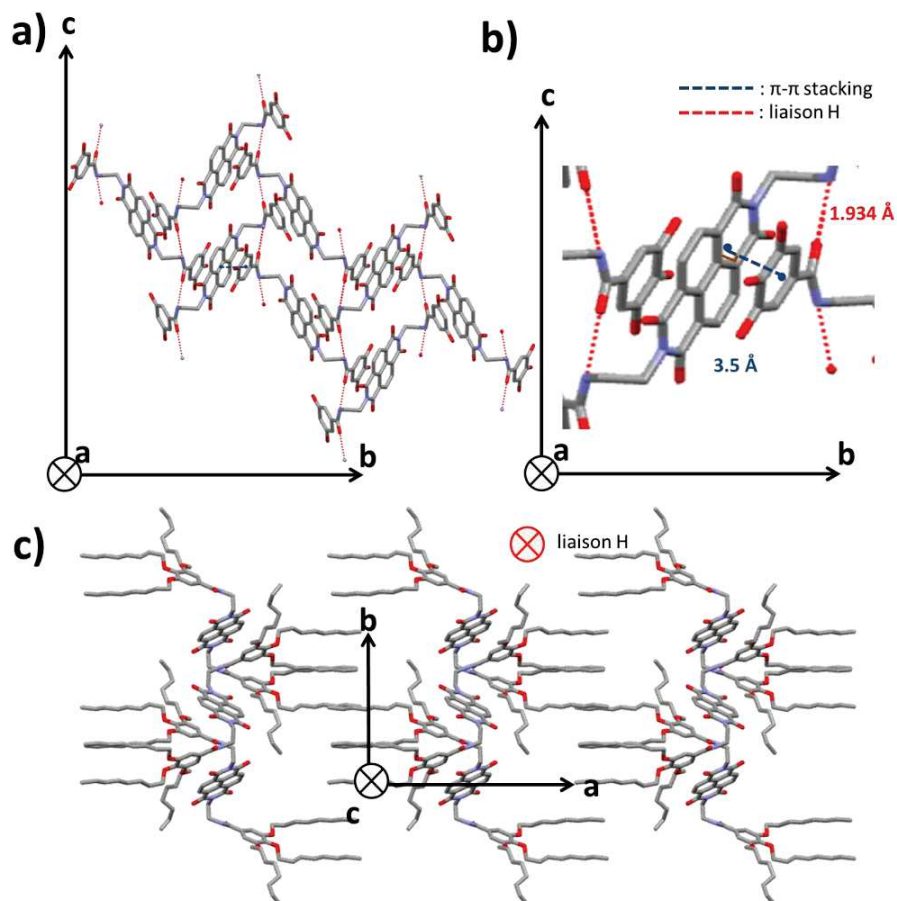 a)
c
a
b
b)
c
: π-π stacking
: liaison H
1.934 Å
3.5 Å
a
b
c)
liaison H
b
c
a